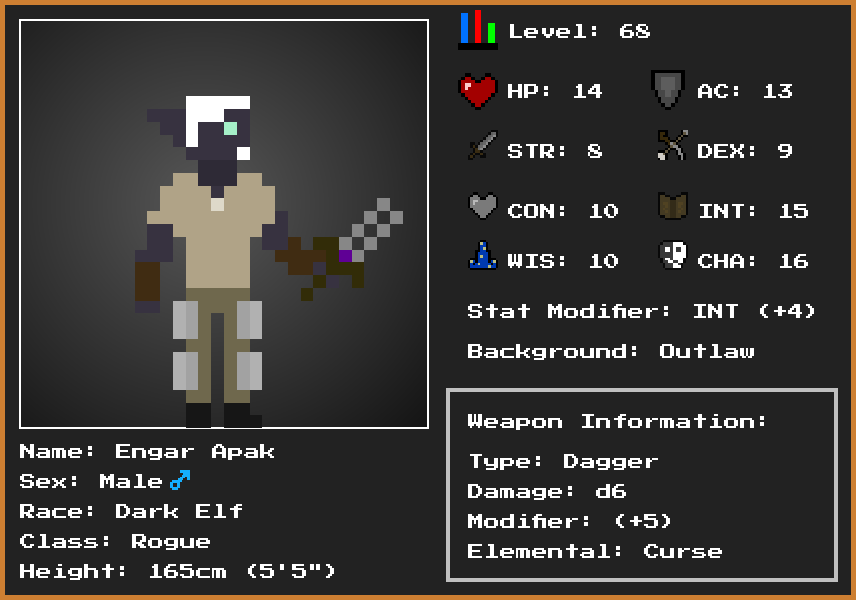 Level: 68
HP: 14
AC: 13
STR: 8
DEX: 9
CON: 10
INT: 15
WIS: 10
CHA: 16
Stat Modifier: INT (+4)
Background: Outlaw
Weapon Information:
Type: Dagger
Damage: d6
Modifier: (+5)
Elemental: Curse
Name: Engar Apak
Sex: Male♂
Race: Dark Elf
Class: Rogue
Height: 165cm (5'5")